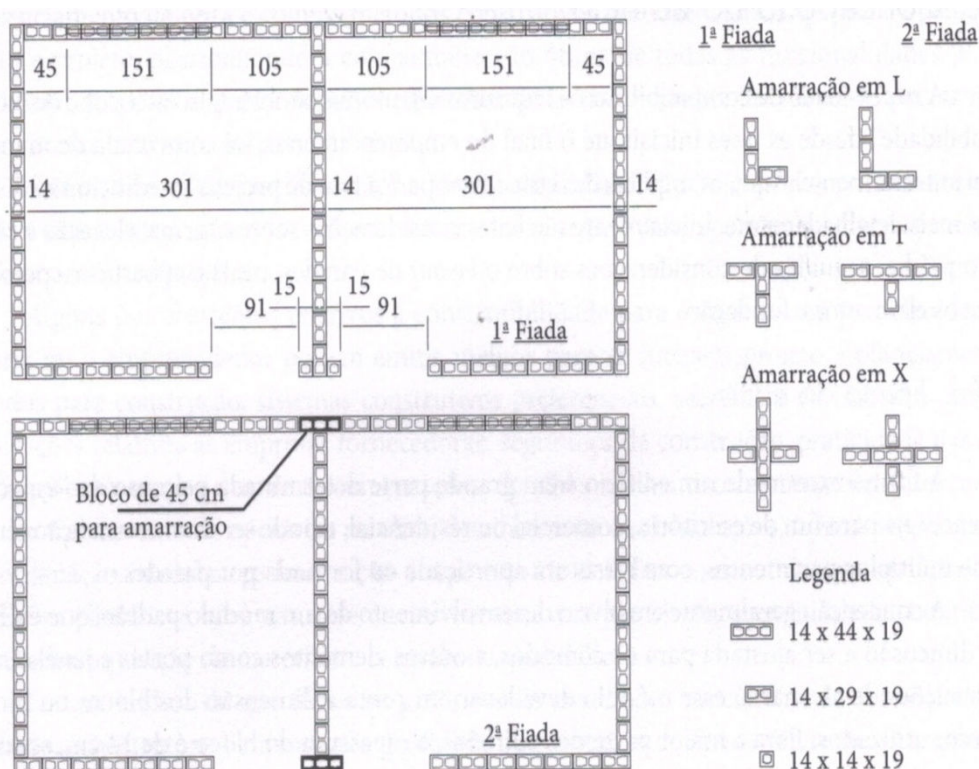 45 151 105 105 151 45
14 301 14 301 14
15 15
91 91
1ª Fiada
Bloco de 45 cm
para amarração
2ª Fiada
1ª Fiada 2ª Fiada
Amarração em L
Amarração em T
Amarração em X
Legenda
14 x 44 x 19
14 x 29 x 19
14 x 14 x 19